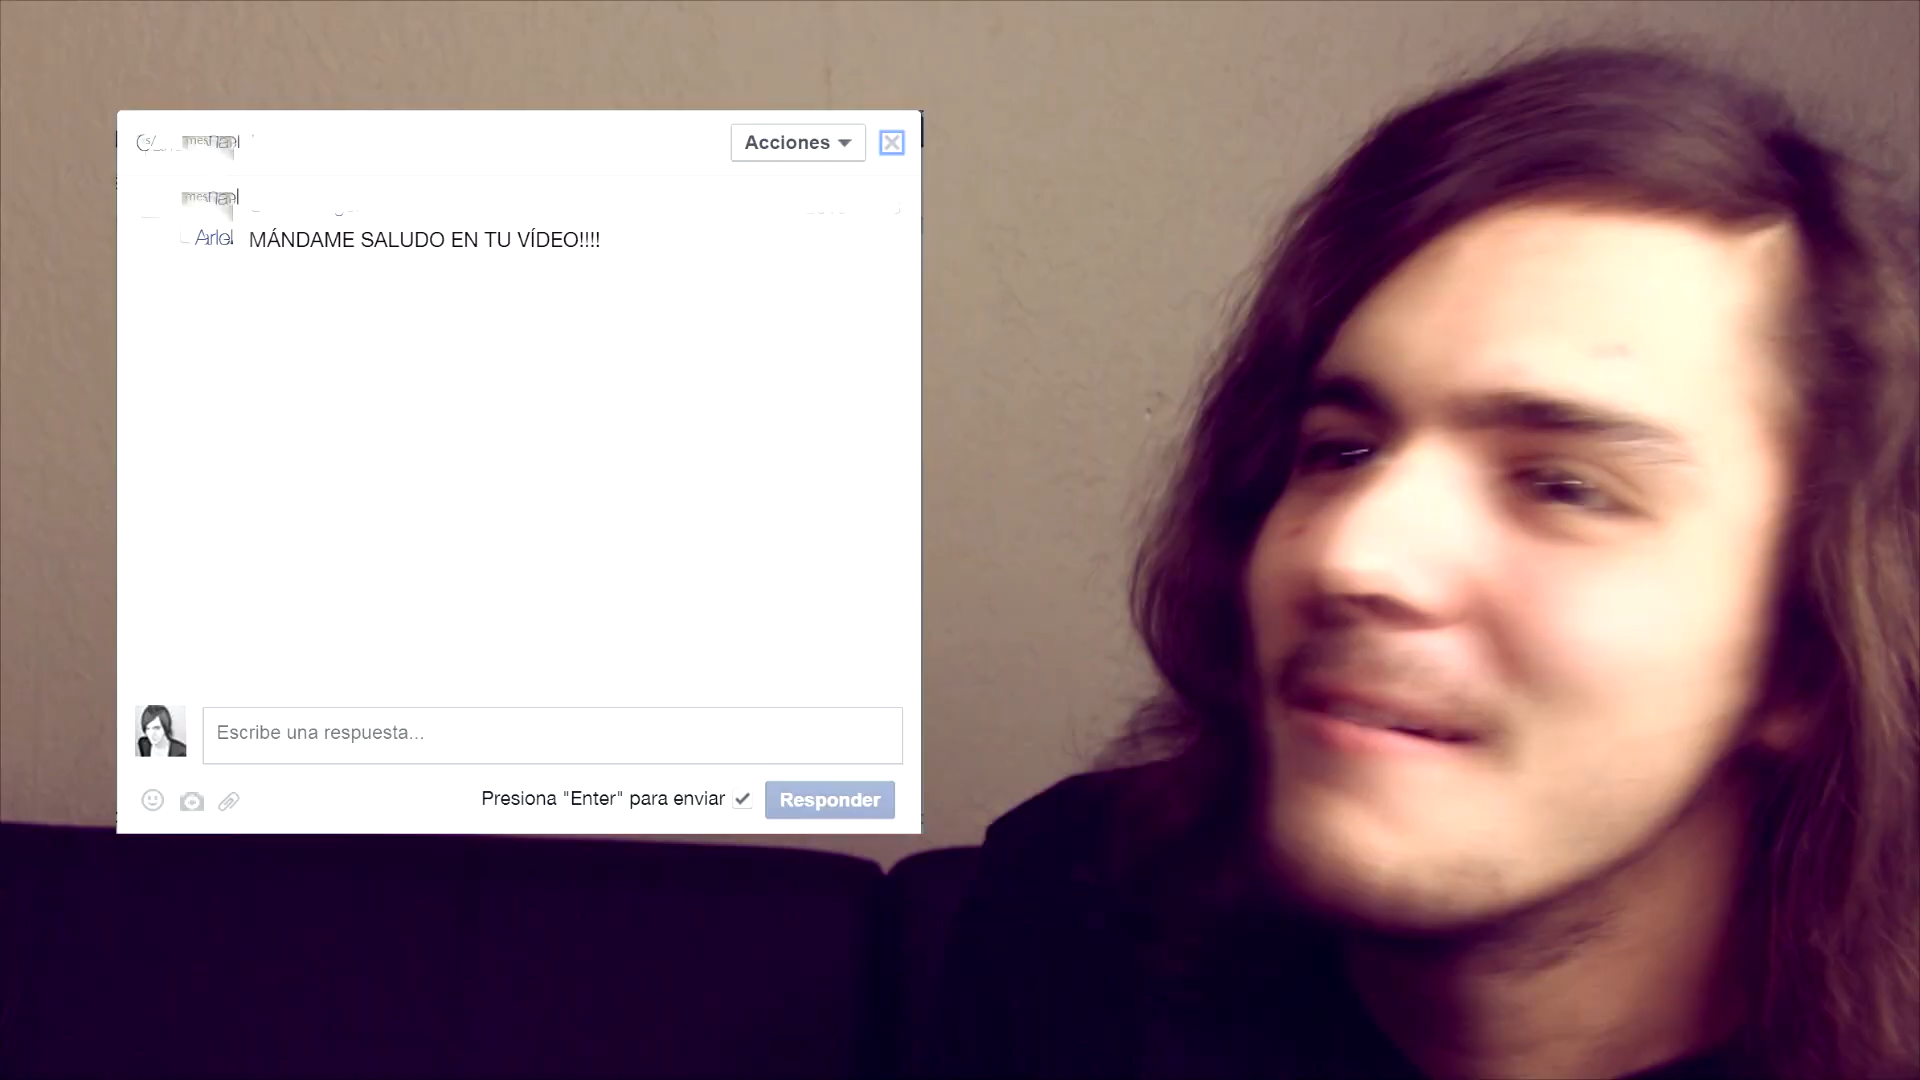 Acciones
Ariel MÁNDAME SALUDO EN TU VÍDEO!!!!
Escribe una respuesta...
Presiona "Enter" para enviar
Responder